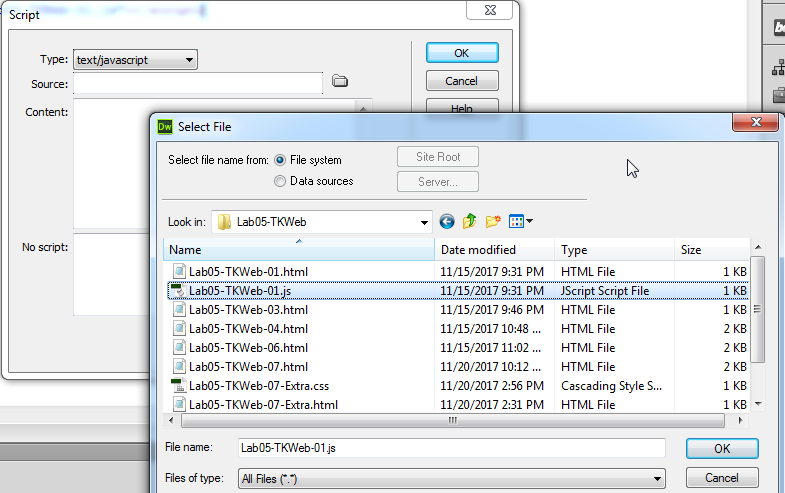 Script
Type: text/javascript
OK
Source:
Cancel
Content:
Help
Dw Select File
Select file name from: File system
Site Root
Data sources
Server...
Look in: Lab05-TKWeb
Name Date modified Type Size
Lab05-TKWeb-01.html 11/15/2017 9:31 PM HTML File 1 KB
Lab05-TKWeb-01.js 11/15/2017 9:31 PM JScript Script File 1 KB
Lab05-TKWeb-03.html 11/15/2017 9:46 PM HTML File 1 KB
Lab05-TKWeb-04.html 11/15/2017 10:48 ... HTML File 2 KB
Lab05-TKWeb-06.html 11/15/2017 11:02 ... HTML File 2 KB
Lab05-TKWeb-07.html 11/20/2017 10:12 ... HTML File 2 KB
Lab05-TKWeb-07-Extra.css 11/20/2017 2:56 PM Cascading Style S... 1 KB
Lab05-TKWeb-07-Extra.html 11/20/2017 2:31 PM HTML File 1 KB
No script:
File name: Lab05-TKWeb-01.js
OK
Files of type: All Files (*.*)
Cancel